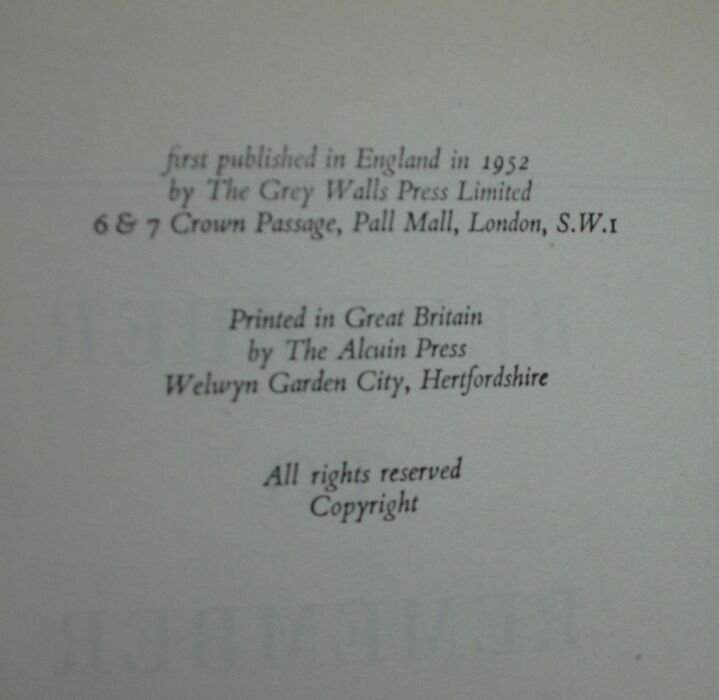 first published in England in 1952
by The Grey Walls Press Limited
6 & 7 Crown Passage, Pall Mall, London, S.W.1
Printed in Great Britain
by The Alcuin Press
Welwyn Garden City, Hertfordshire
All rights reserved
Copyright
REMEMBER